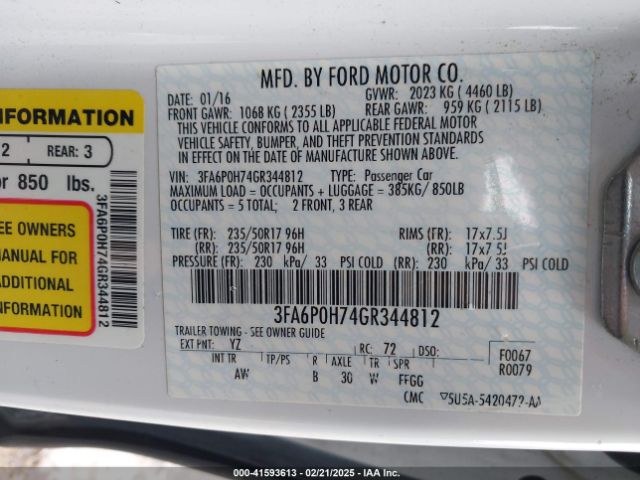 INFORMATION
2 REAR: 3
or 850 lbs.
SEE OWNERS
MANUAL FOR
ADDITIONAL
INFORMATION
3FA6P0H74GR344812
MFD. BY FORD MOTOR CO.
DATE: 01/16 GVWR: 2023 KG ( 4460 LB)
FRONT GAWR: 1068 KG ( 2355 LB) REAR GAWR: 959 KG ( 2115 LB)
THIS VEHICLE CONFORMS TO ALL APPLICABLE FEDERAL MOTOR
VEHICLE SAFETY, BUMPER, AND THEFT PREVENTION STANDARDS
IN EFFECT ON THE DATE OF MANUFACTURE SHOWN ABOVE.
VIN: 3FA6P0H74GR344812 TYPE: Passenger Car
MAXIMUM LOAD = OCCUPANTS + LUGGAGE = 385KG/ 850LB
OCCUPANTS = 5 TOTAL; 2 FRONT, 3 REAR
TIRE (FR): 235/50R17 96H RIMS (FR): 17x7.5J
(RR): 235/50R17 96H (RR): 17x7.5J
PRESSURE (FR): 230 kPa/ 33 PSI COLD (RR): 230 kPa/ 33 PSI COLD
3FA6P0H74GR344812
TRAILER TOWING - SEE OWNER GUIDE
EXT PNT: YZ RC: 72 DSO: F0067
INT TR TP/PS R AXLE TR SPR R0079
AW B 30 W FFGG
CMC ▽SU5A-5420472-AA
000-41593613 - 02/21/2025 - IAA Inc.